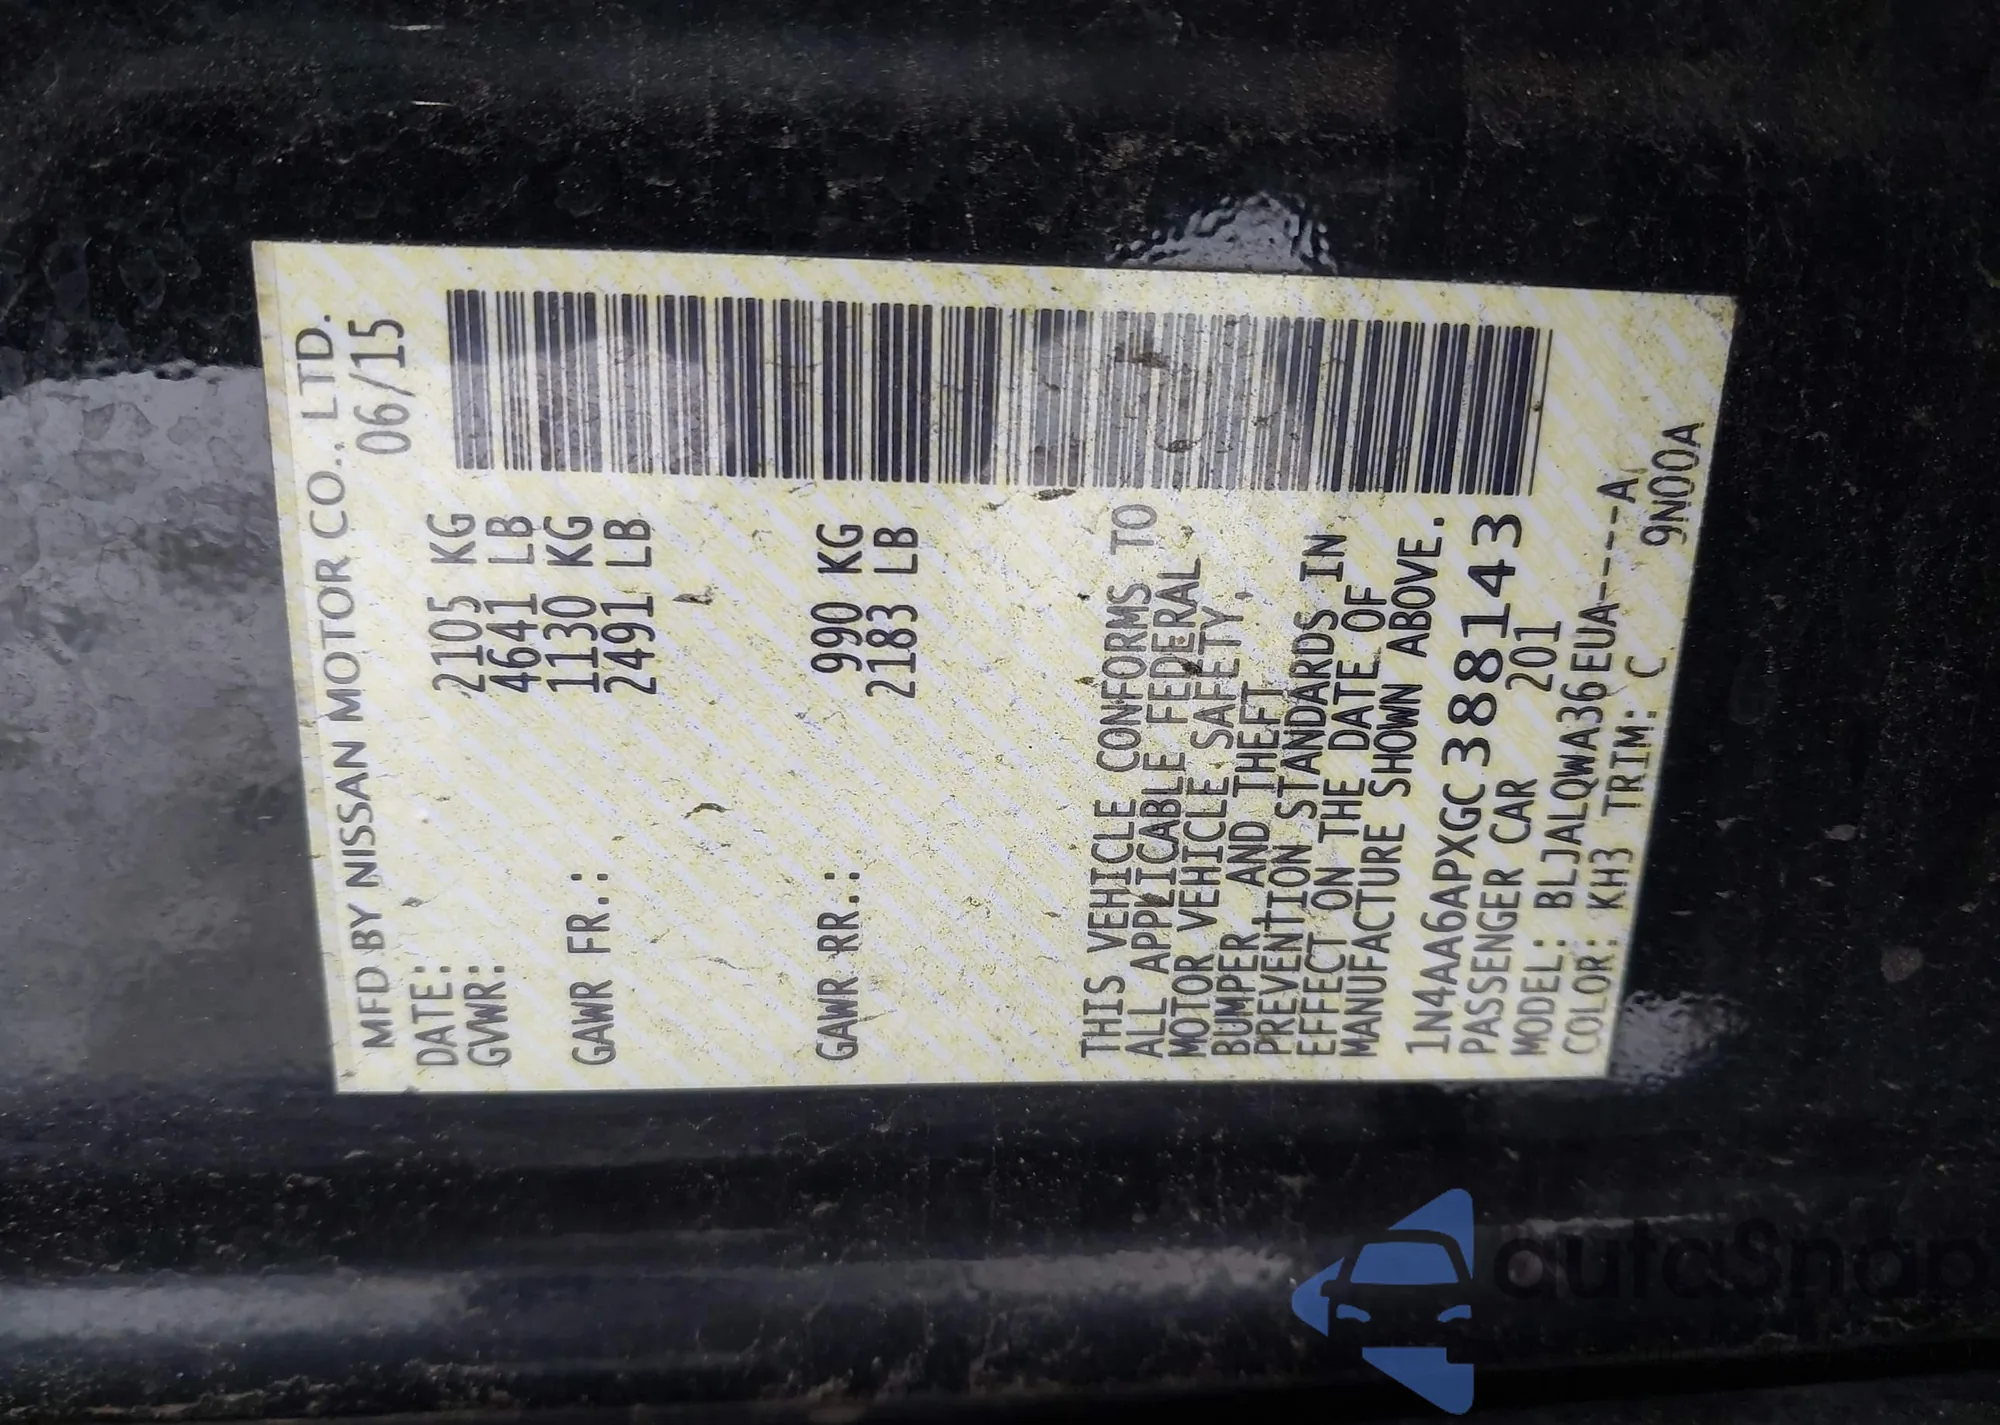 MFD BY NISSAN MOTOR CO., LTD.
DATE: 06/15
GVWR: 2105 KG
4641 LB
GAWR FR.: 1130 KG
2491 LB
GAWR RR.: 990 KG
2183 LB
THIS VEHICLE CONFORMS TO
ALL APPLICABLE FEDERAL
MOTOR VEHICLE SAFETY,
BUMPER AND THEFT
PREVENTION STANDARDS IN
EFFECT ON THE DATE OF
MANUFACTURE SHOWN ABOVE.
1N4AA6APXGC388143
PASSENGER CAR 201
MODEL: BLJALQWA36EUA----A
COLOR: KH3 TRIM: C
9N00A
autoSnap